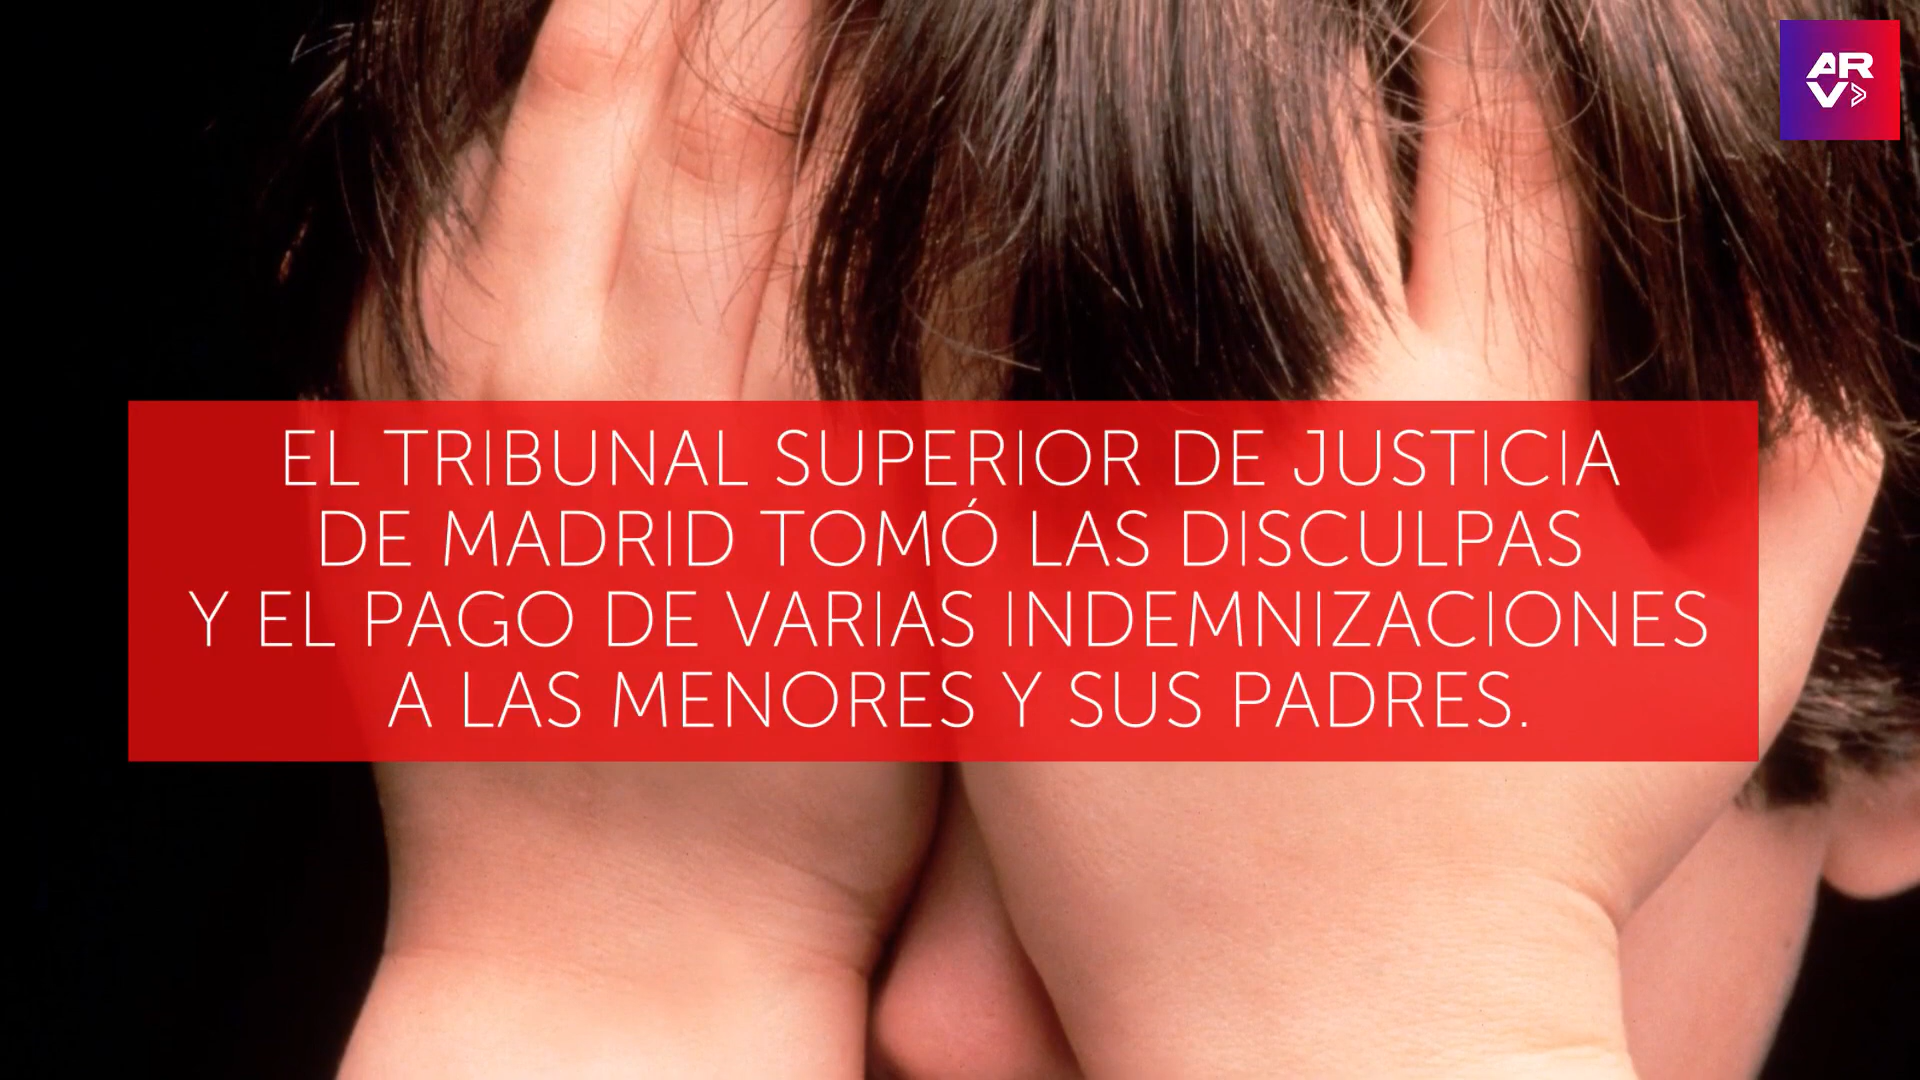 ARV
EL TRIBUNAL SUPERIOR DE JUSTICIA
DE MADRID TOMÓ LAS DISCULPAS
Y EL PAGO DE VARIAS INDEMNIZACIONES
A LAS MENORES Y SUS PADRES.